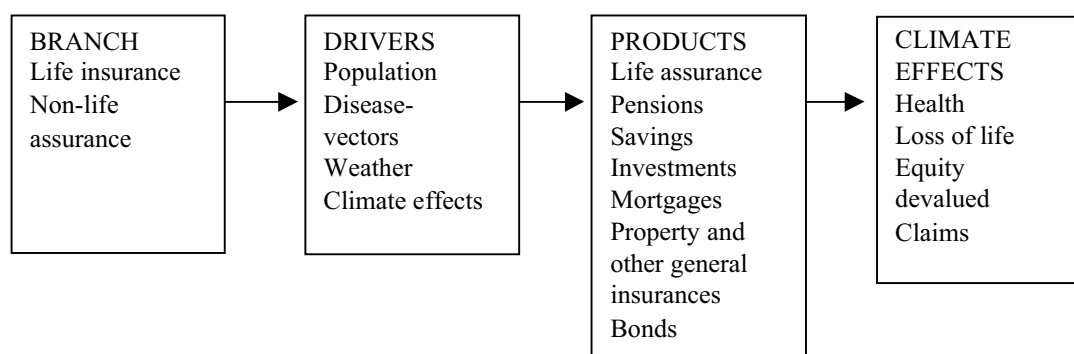 BRANCH
Life insurance
Non-life
assurance
DRIVERS
Population
Disease-
vectors
Weather
Climate effects
PRODUCTS
Life assurance
Pensions
Savings
Investments
Mortgages
Property and
other general
insurances
Bonds
CLIMATE
EFFECTS
Health
Loss of life
Equity
devalued
Claims